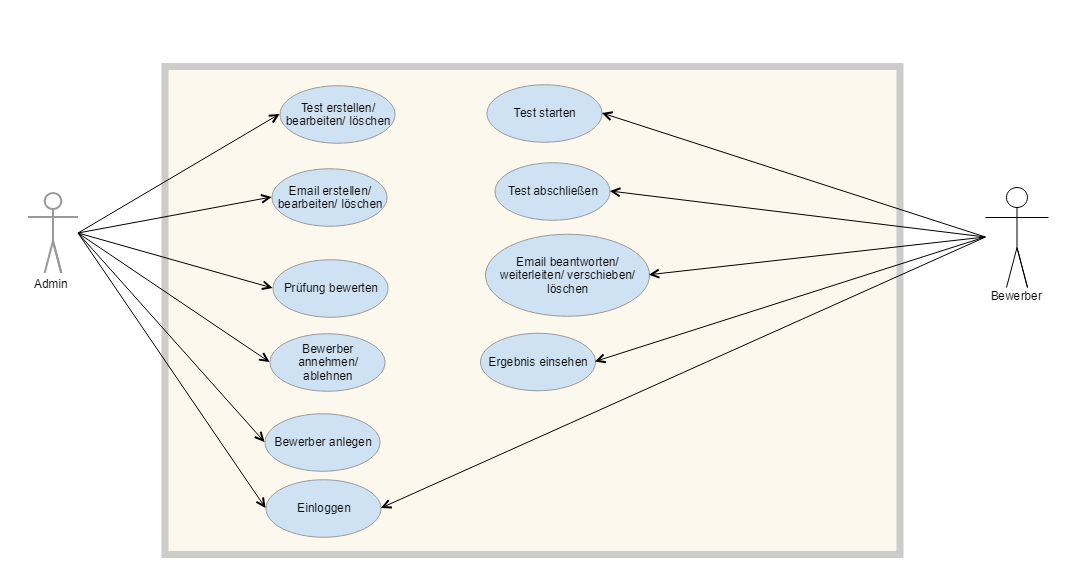 Test erstellen/
bearbeiten/ löschen
Test starten
Email erstellen/
bearbeiten/ löschen
Test abschließen
Admin
Email beantworten/
weiterleiten/ verschieben/
löschen
Prüfung bewerten
Bewerber
Bewerber
annehmen/
ablehnen
Ergebnis einsehen
Bewerber anlegen
Einloggen